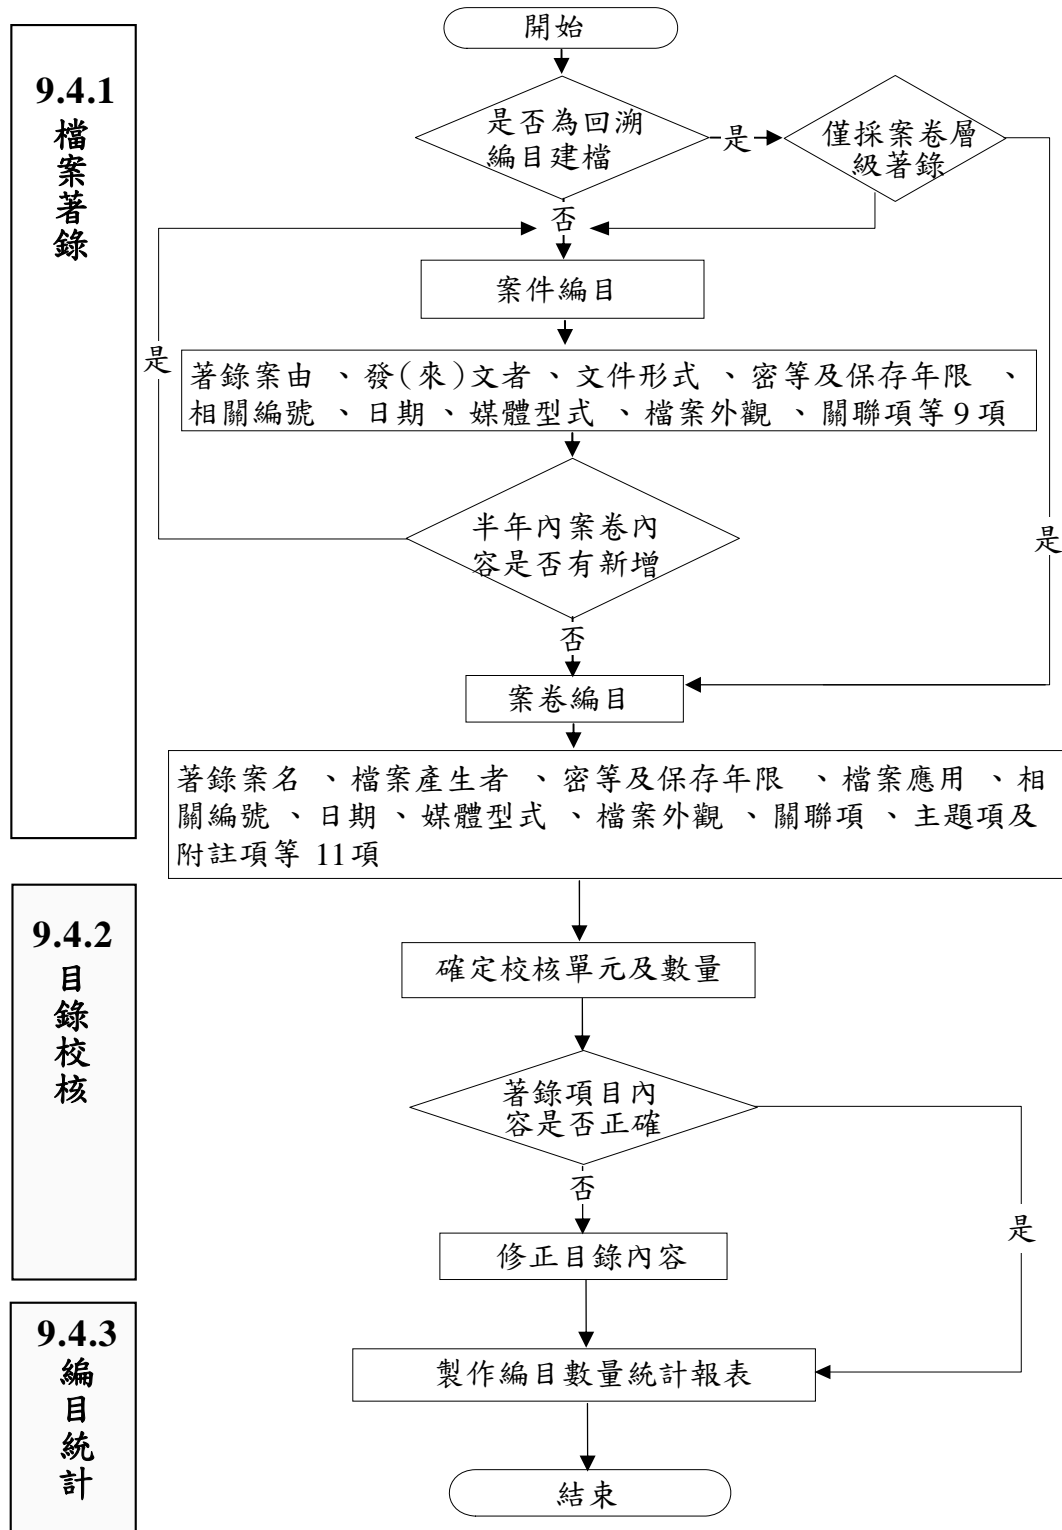 開始
9.4.1
檔案著錄
是否為回溯
編目建檔
是
僅採案卷層
級著錄
否
案件編目
是
著錄案由、發(來)文者、文件形式、密等及保存年限、
相關編號、日期、媒體型式、檔案外觀、關聯項等9項
半年內案卷內
容是否有新增
是
否
案卷編目
著錄案名、檔案產生者、密等及保存年限、檔案應用、相
關編號、日期、媒體型式、檔案外觀、關聯項、主題項及
附註項等 11項
9.4.2
目錄校核
確定校核單元及數量
著錄項目內
容是否正確
否
是
修正目錄內容
9.4.3
編目統計
製作編目數量統計報表
結束